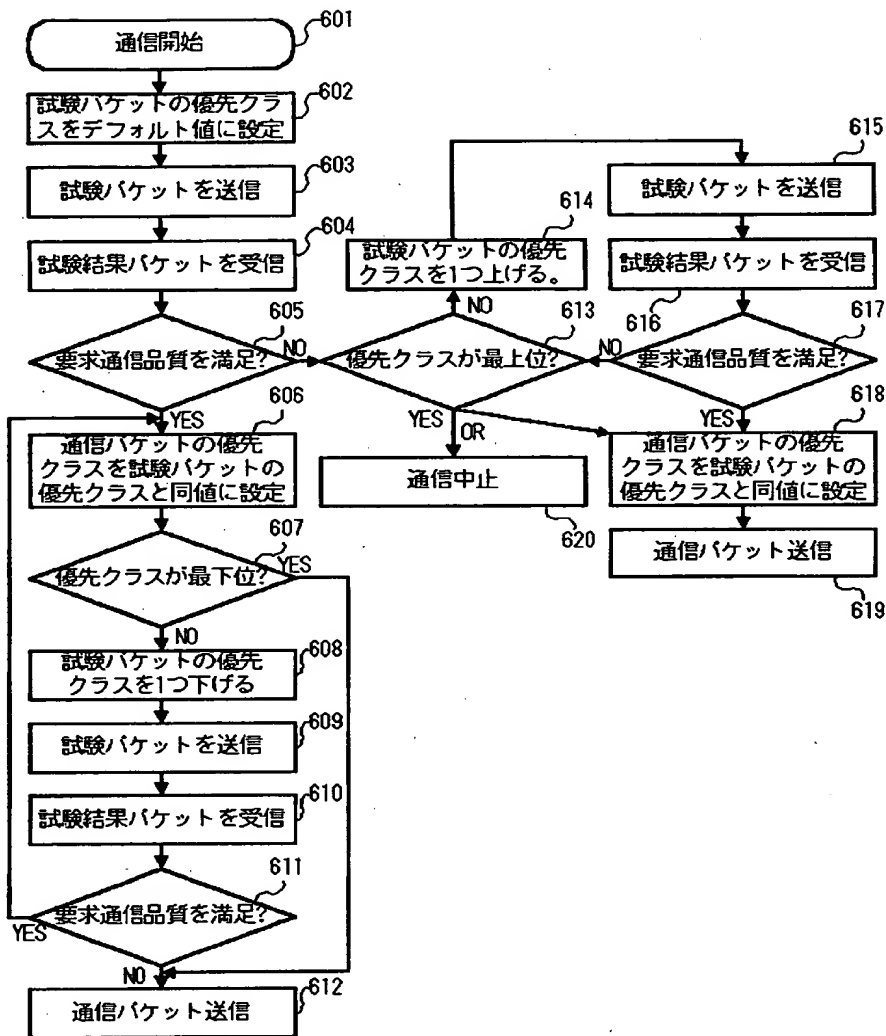 通信開始
601
試験パケットの優先クラ
スをデフォルト値に設定
602
試験パケットを送信
603
試験結果パケットを受信
604
要求通信品質を満足?
605
NO
YES
通信パケットの優先
クラスを試験パケットの
優先クラスと同値に設定
606
優先クラスが最下位?
607
YES
NO
試験パケットの優先
クラスを1つ下げる
608
試験パケットを送信
609
試験結果パケットを受信
610
要求通信品質を満足?
611
YES
NO
通信パケット送信
612
優先クラスが最上位?
613
NO
YES
OR
試験パケットの優先
クラスを1つ上げる。
614
試験パケットを送信
615
試験結果パケットを受信
616
要求通信品質を満足?
617
NO
YES
通信パケットの優先
クラスを試験パケットの
優先クラスと同値に設定
618
通信パケット送信
619
通信中止
620